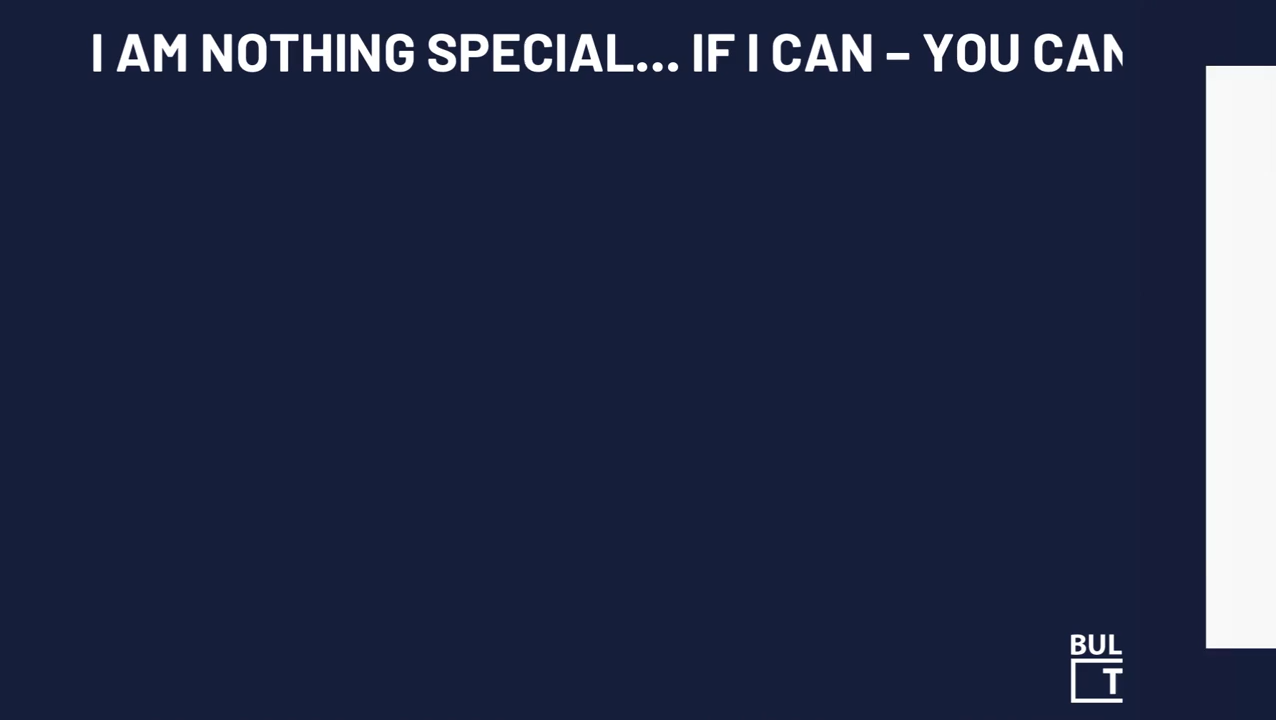 I AM NOTHING SPECIAL... IF I CAN – YOU CAN
BUL
T